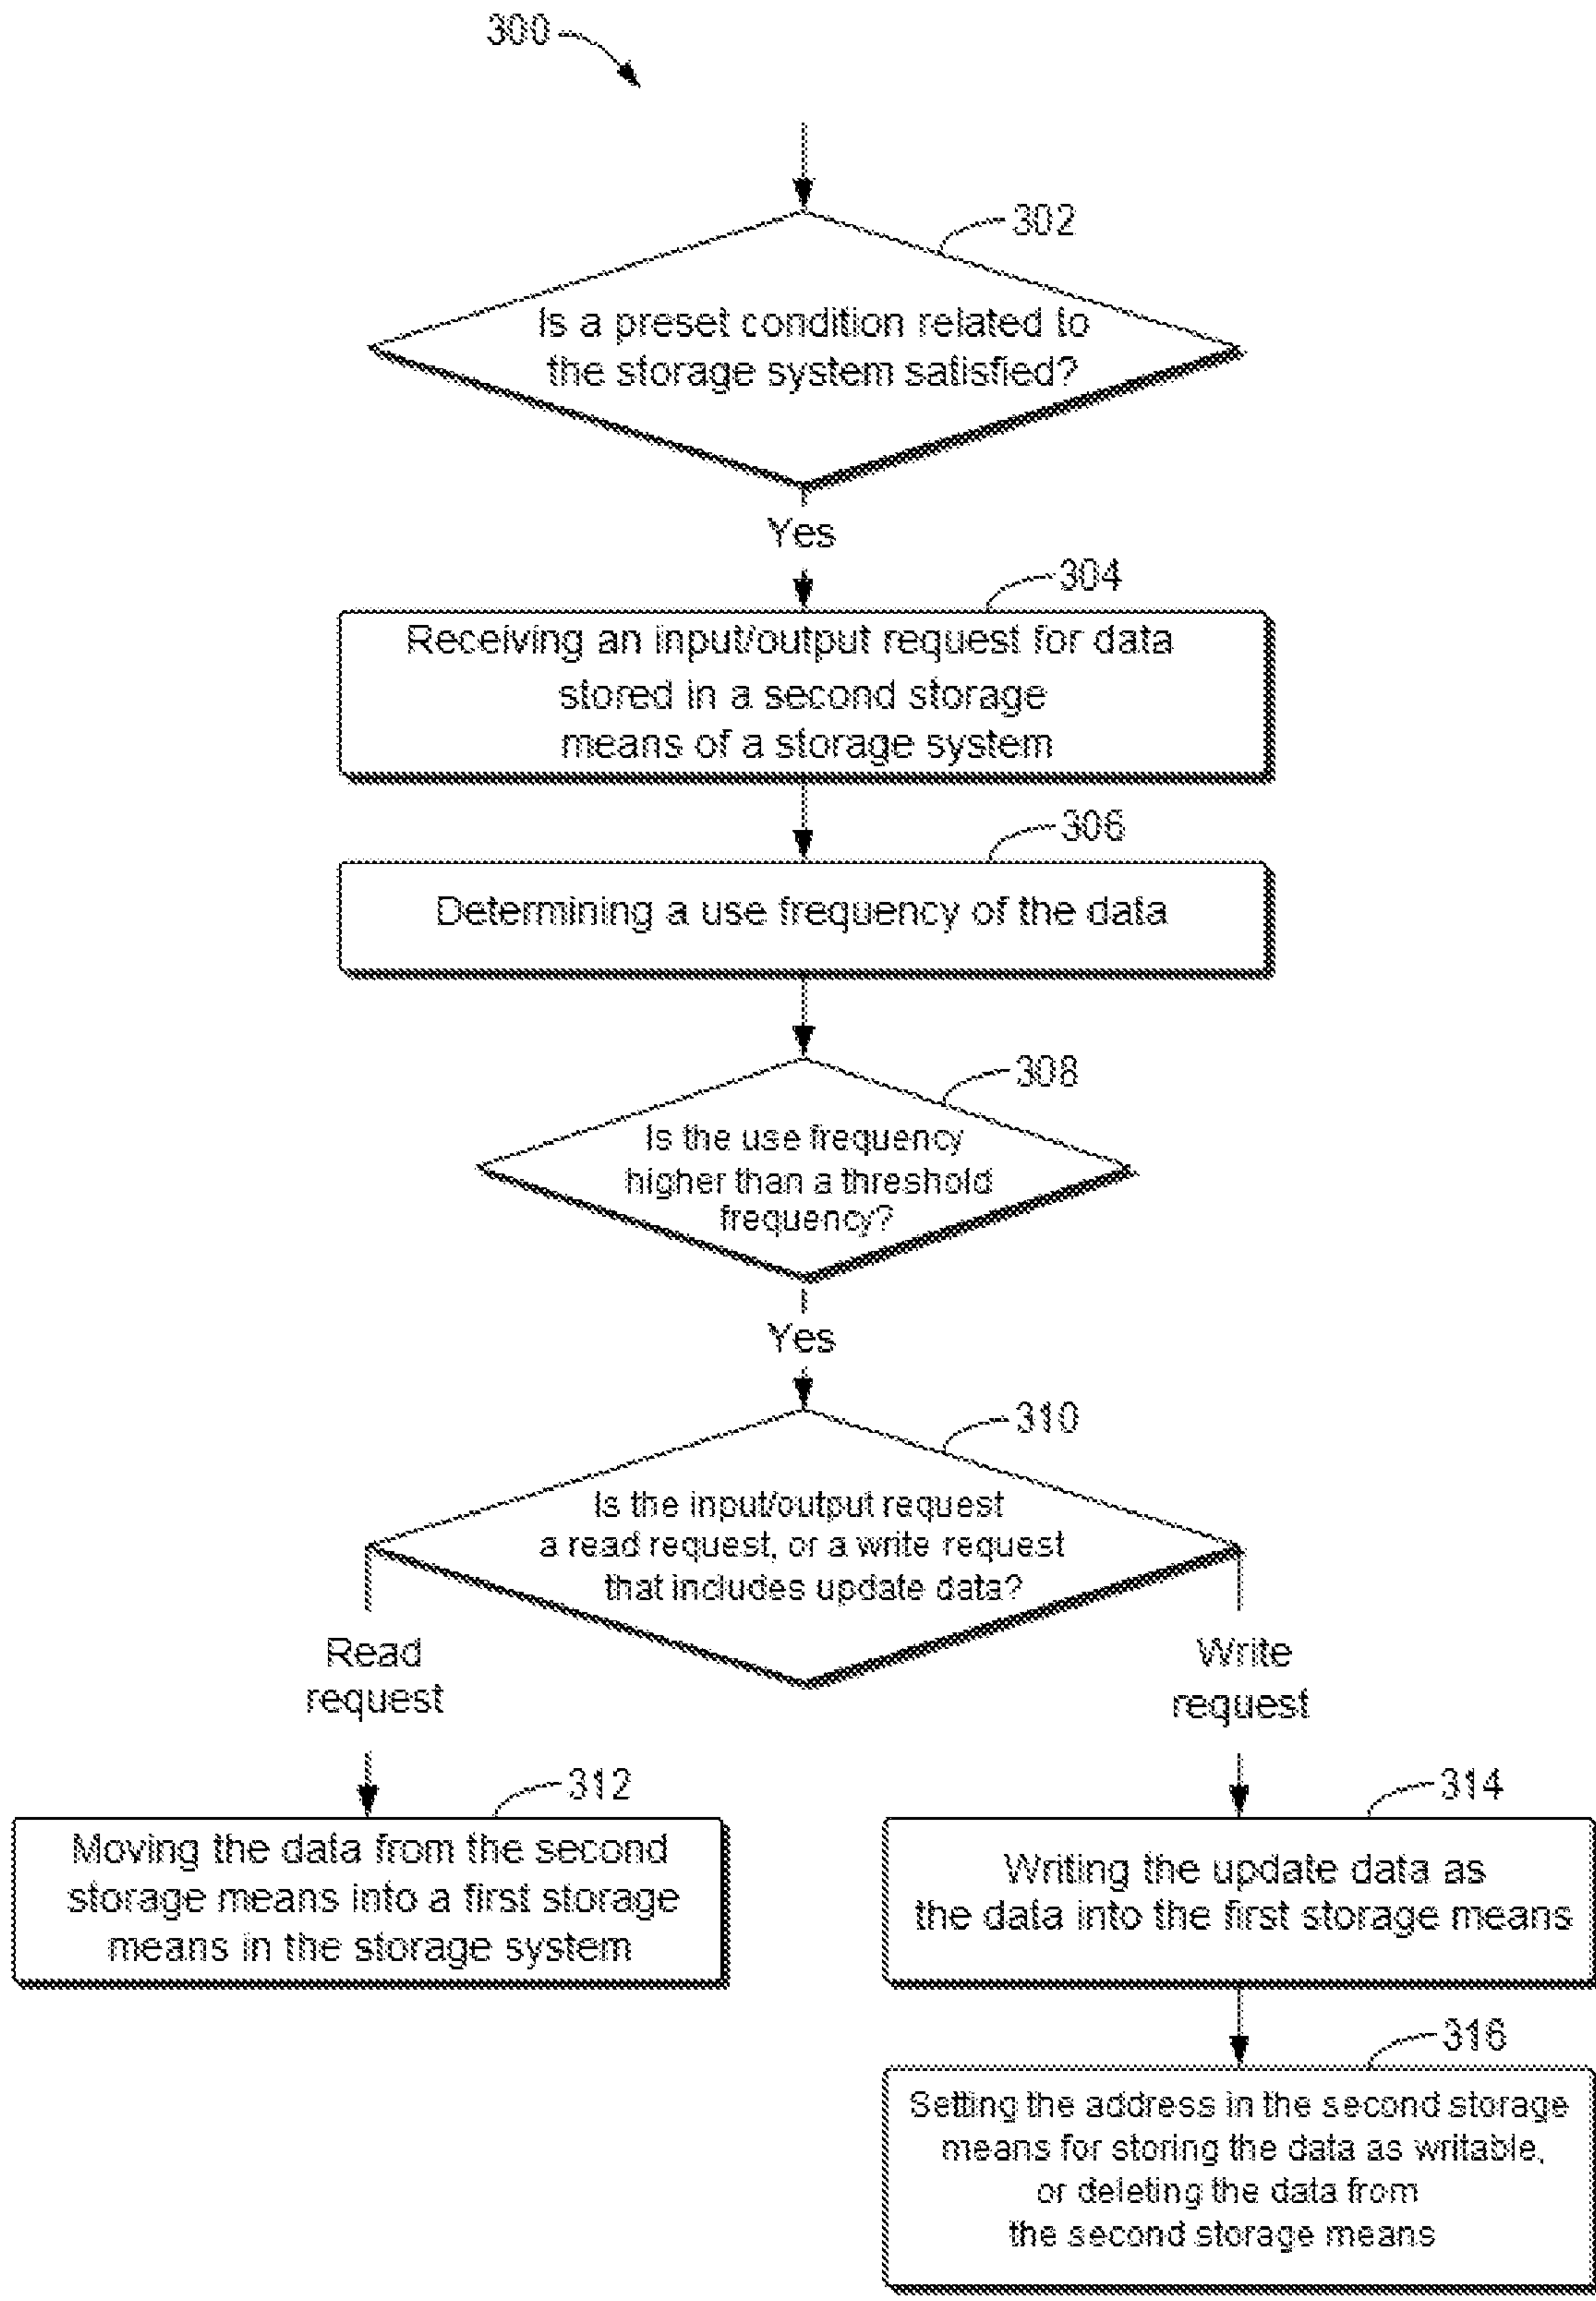 300
302
Is a preset condition related to
the storage system satisfied?
Yes
304
Receiving an input/output request for data
stored in a second storage
means of a storage system
306
Determining a use frequency of the data
308
Is the use frequency
higher than a threshold
frequency?
Yes
310
Is the input/output request
a read request, or a write request
that includes update data?
Read
request
Write
request
312
Moving the data from the second
storage means into a first storage
means in the storage system
314
Writing the update data as
the data into the first storage means
316
Setting the address in the second storage
means for storing the data as writable,
or deleting the data from
the second storage means